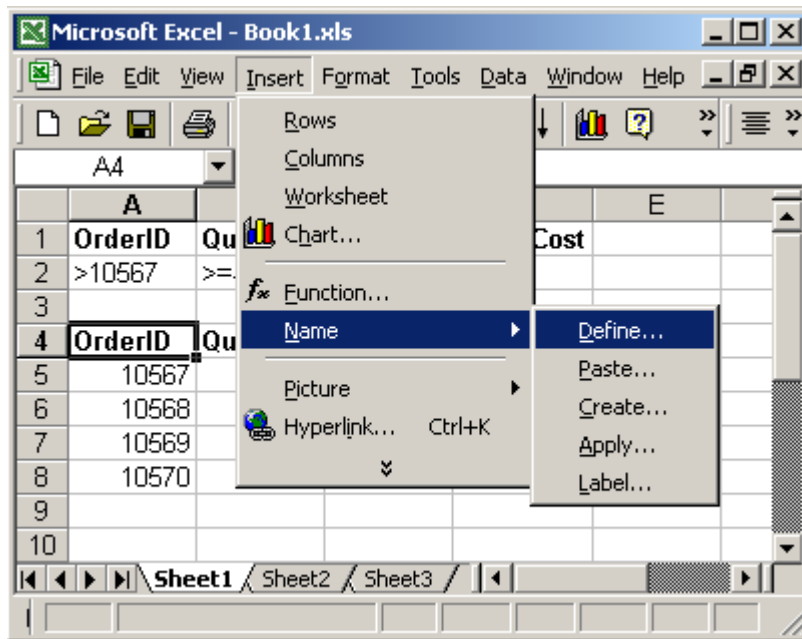 Microsoft Excel - Book1.xls
File Edit View Insert Format Tools Data Window Help
A4
Rows
Columns
Worksheet
Chart...
Function...
Name
Picture
Hyperlink... Ctrl+K
Define...
Paste...
Create...
Apply...
Label...
A E
1 OrderID Qu Cost
2 >10567 >=
3
4 OrderID Qu
5 10567
6 10568
7 10569
8 10570
9
10
Sheet1 Sheet2 Sheet3